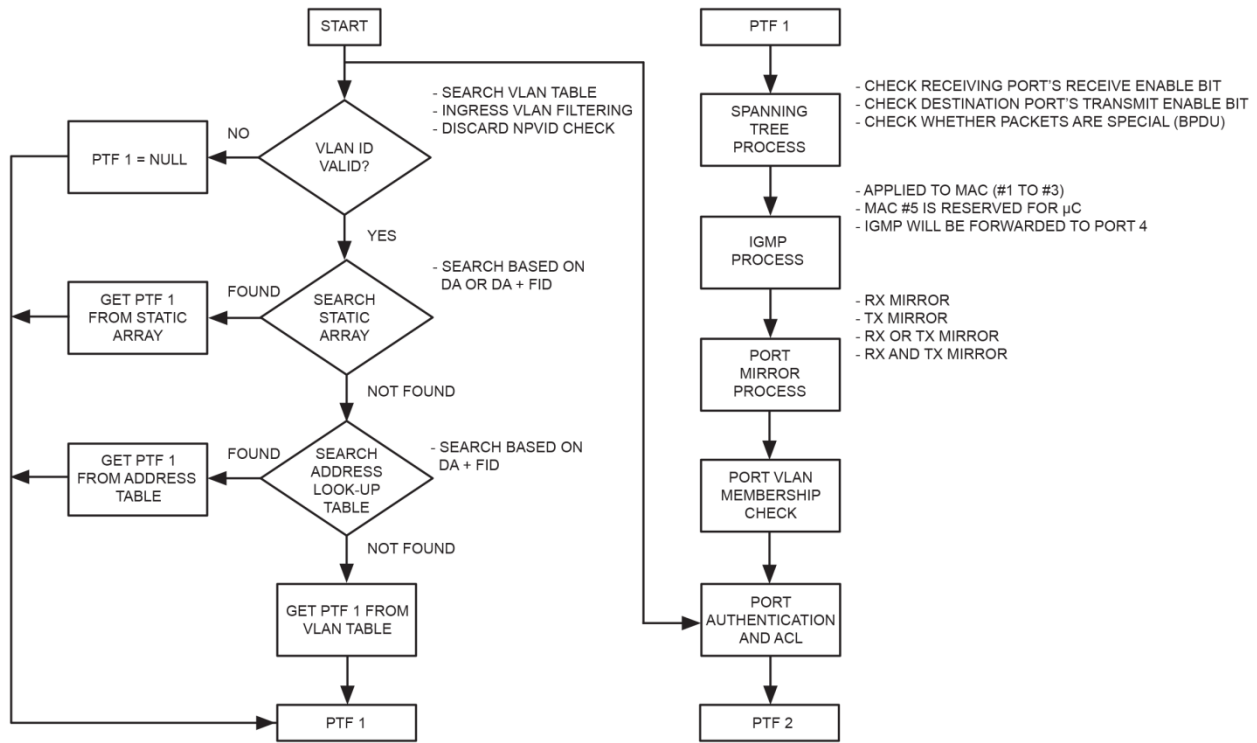 START
- SEARCH VLAN TABLE
- INGRESS VLAN FILTERING
- DISCARD NPVID CHECK
VLAN ID
VALID?
NO
PTF 1 = NULL
YES
- SEARCH BASED ON
DA OR DA + FID
SEARCH
STATIC
ARRAY
FOUND
GET PTF 1
FROM STATIC
ARRAY
NOT FOUND
- SEARCH BASED ON
DA + FID
SEARCH
ADDRESS
LOOK-UP
TABLE
FOUND
GET PTF 1
FROM ADDRESS
TABLE
NOT FOUND
GET PTF 1 FROM
VLAN TABLE
PTF 1
PTF 1
- CHECK RECEIVING PORT'S RECEIVE ENABLE BIT
- CHECK DESTINATION PORT'S TRANSMIT ENABLE BIT
- CHECK WHETHER PACKETS ARE SPECIAL (BPDU)
SPANNING
TREE
PROCESS
- APPLIED TO MAC (#1 TO #3)
- MAC #5 IS RESERVED FOR µC
- IGMP WILL BE FORWARDED TO PORT 4
IGMP
PROCESS
- RX MIRROR
- TX MIRROR
- RX OR TX MIRROR
- RX AND TX MIRROR
PORT
MIRROR
PROCESS
PORT VLAN
MEMBERSHIP
CHECK
PORT
AUTHENTICATION
AND ACL
PTF 2